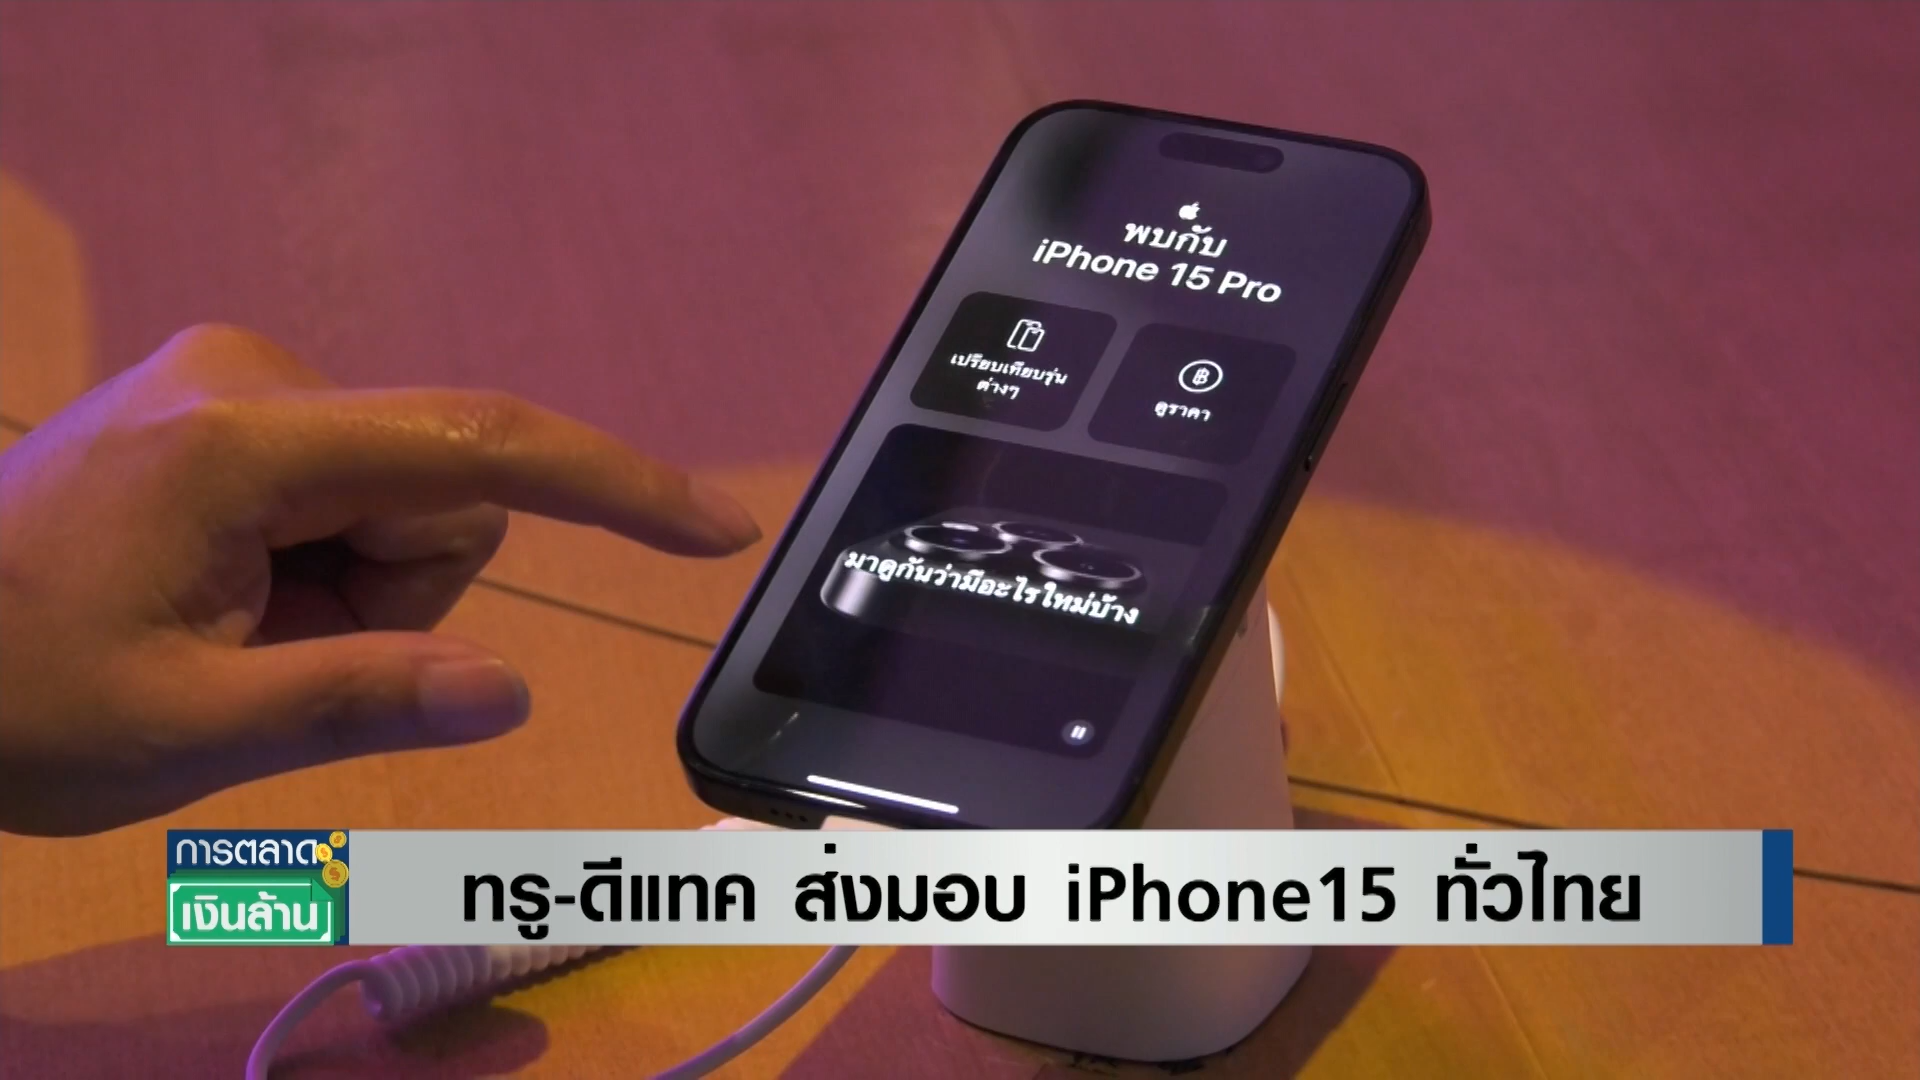 พบกับ
iPhone 15 Pro
เปรียบเทียบรุ่น
ต่างๆ
ดูราคา
มาดูกันว่ามีอะไรใหม่บ้าง
การตลาด
เงินล้าน
ทรู-ดีแทค ส่งมอบ iPhone15 ทั่วไทย